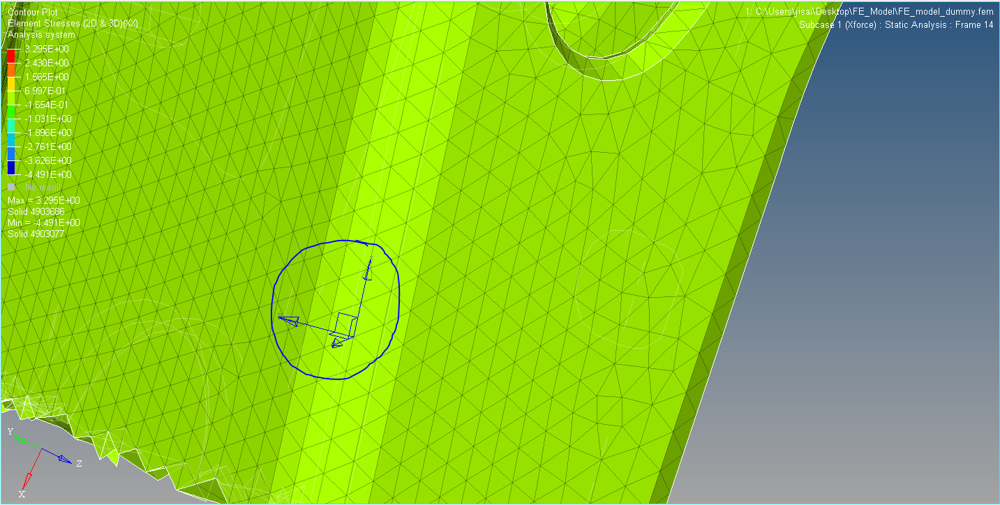 Contour Plot
Element Stresses (2D & 3D)(XX)
Analysis system
3.295E+00
2.430E+00
1.565E+00
6.997E-01
-1.654E-01
-1.031E+00
-1.896E+00
-2.761E+00
-3.626E+00
-4.491E+00
No result
Max = 3.295E+00
Solid 4903686
Min = -4.491E+00
Solid 4903077
1: C:\Users\jisai\Desktop\FE_Model\FE_model_dummy.fem
Subcase 1 (Xforce) : Static Analysis : Frame 14
Y
Z
X